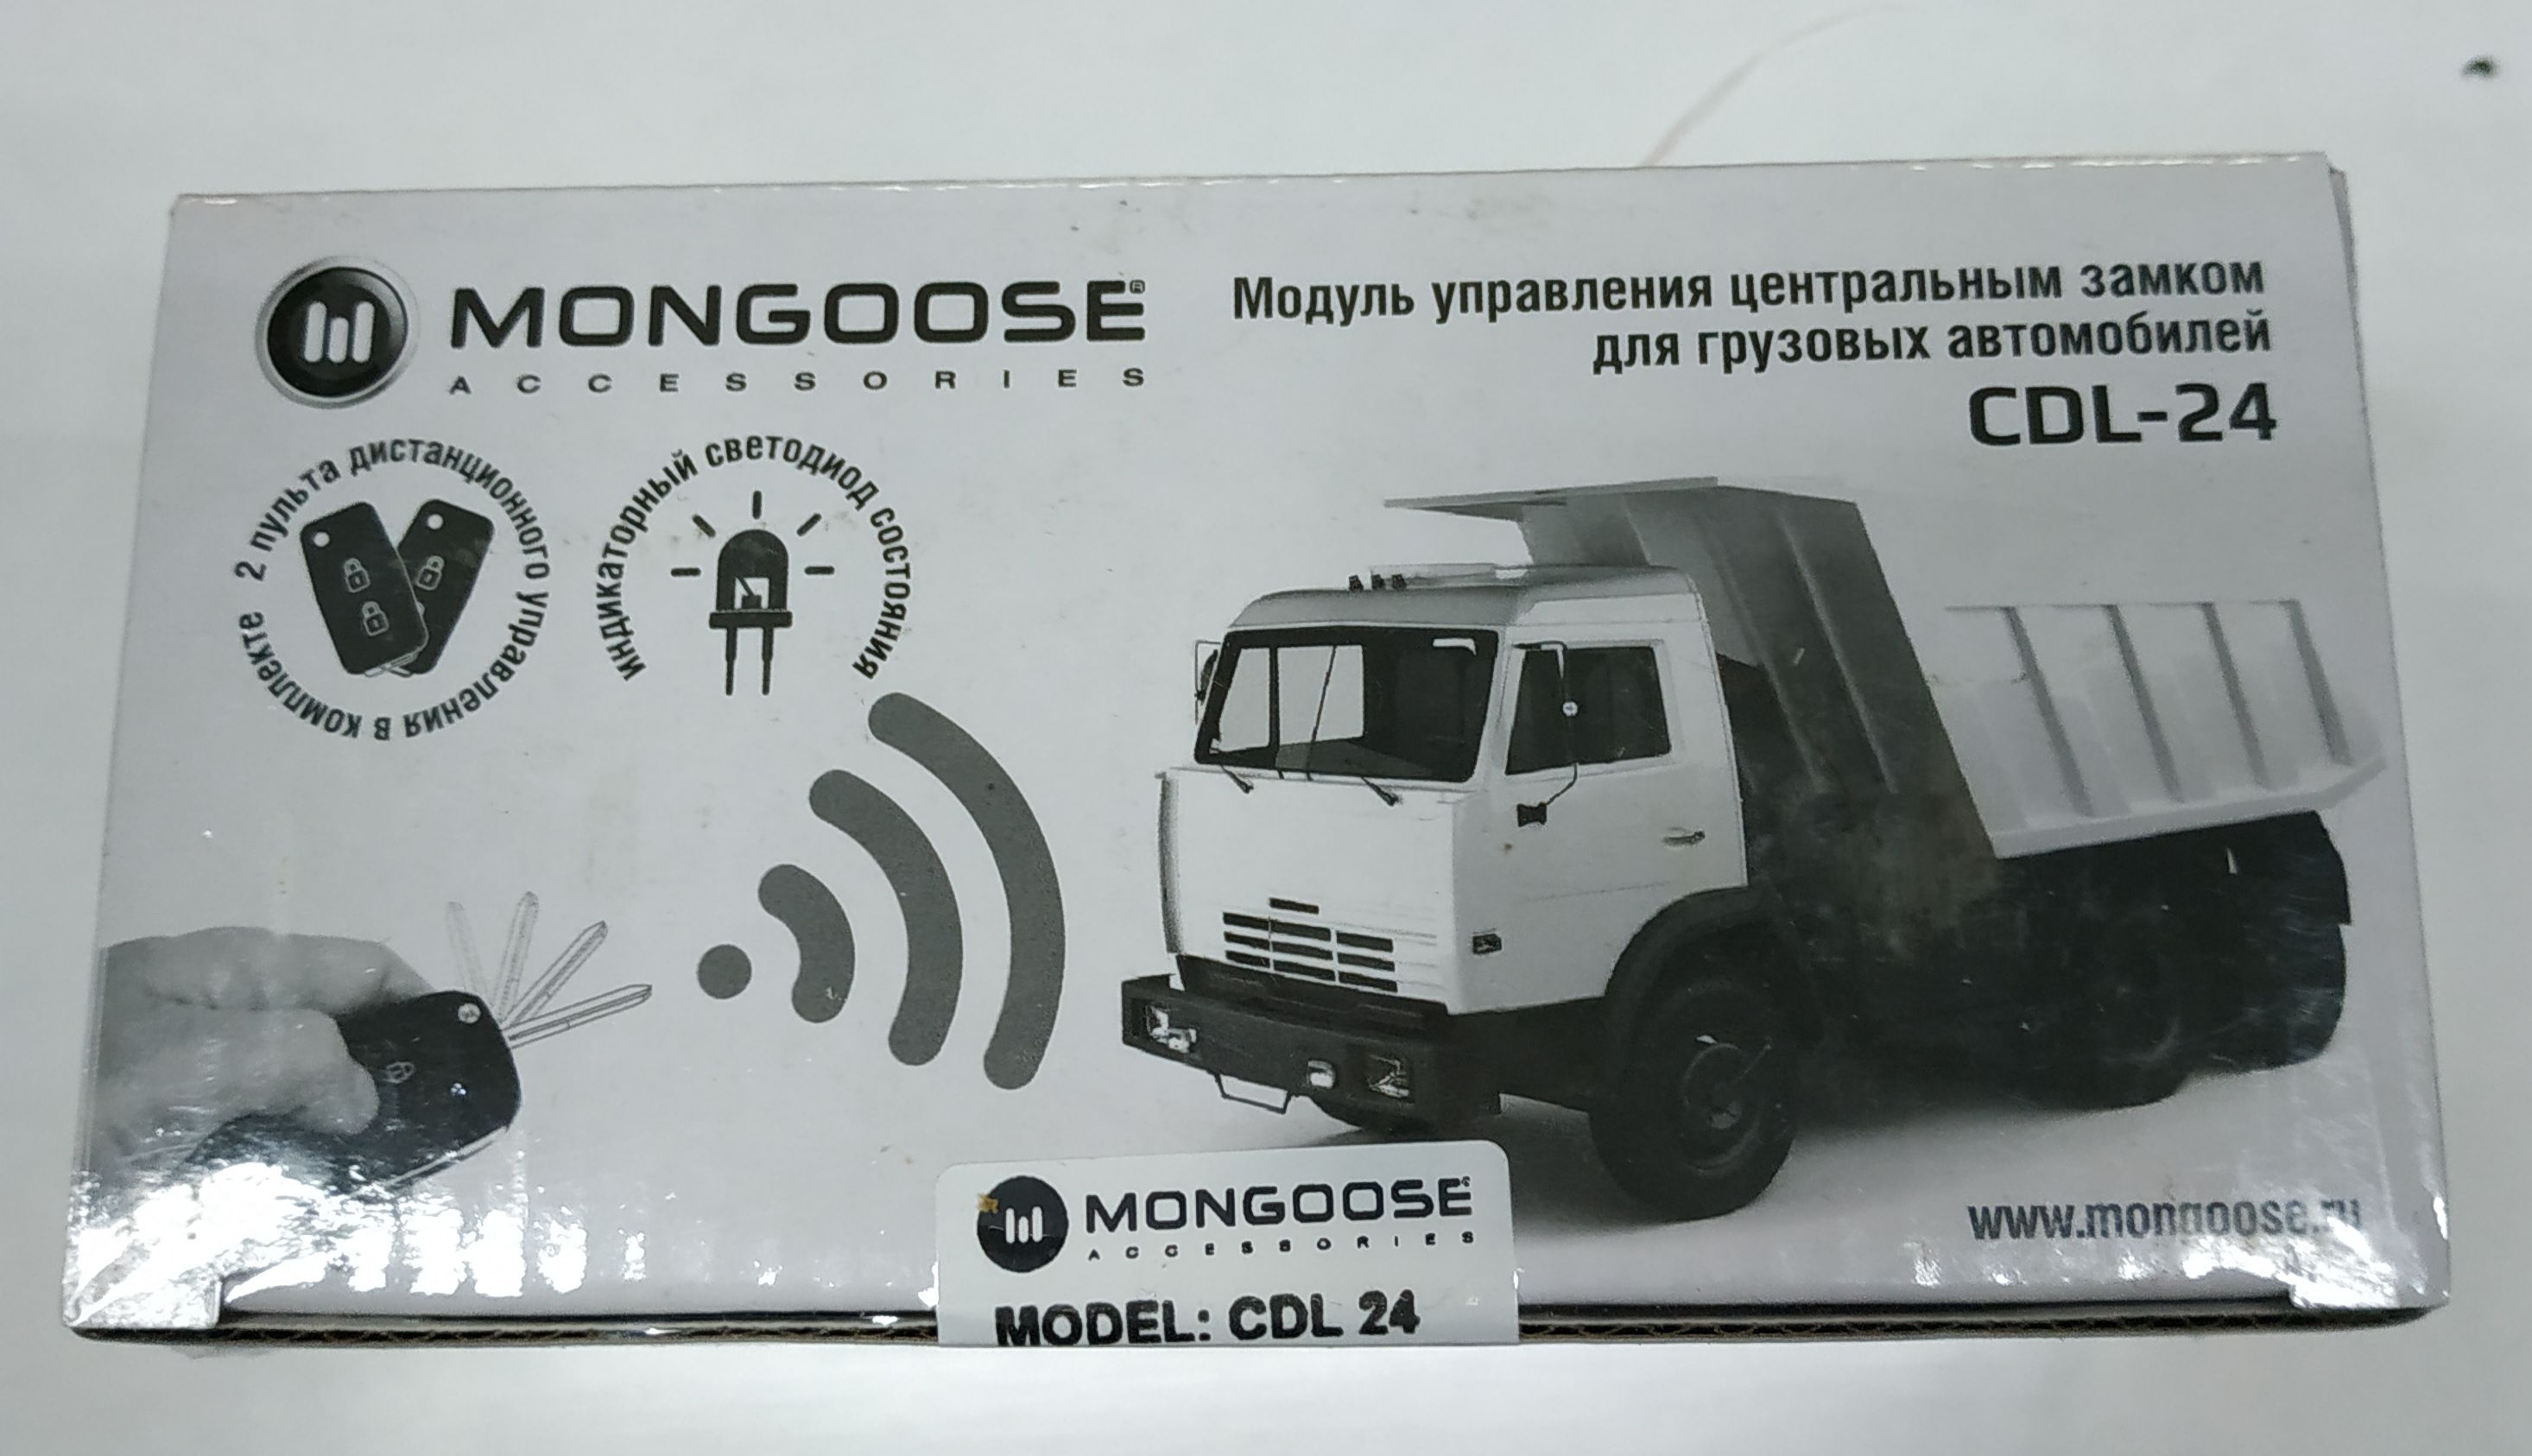 MONGOOSE®
ACCESSORIES
Модуль управления центральным замком
для грузовых автомобилей
CDL-24
2 пульта дистанционного управления в комплекте
индикаторный светодиод состояния
www.mongoose.ru
MONGOOSE
ACCESSORIES
MODEL: CDL 24